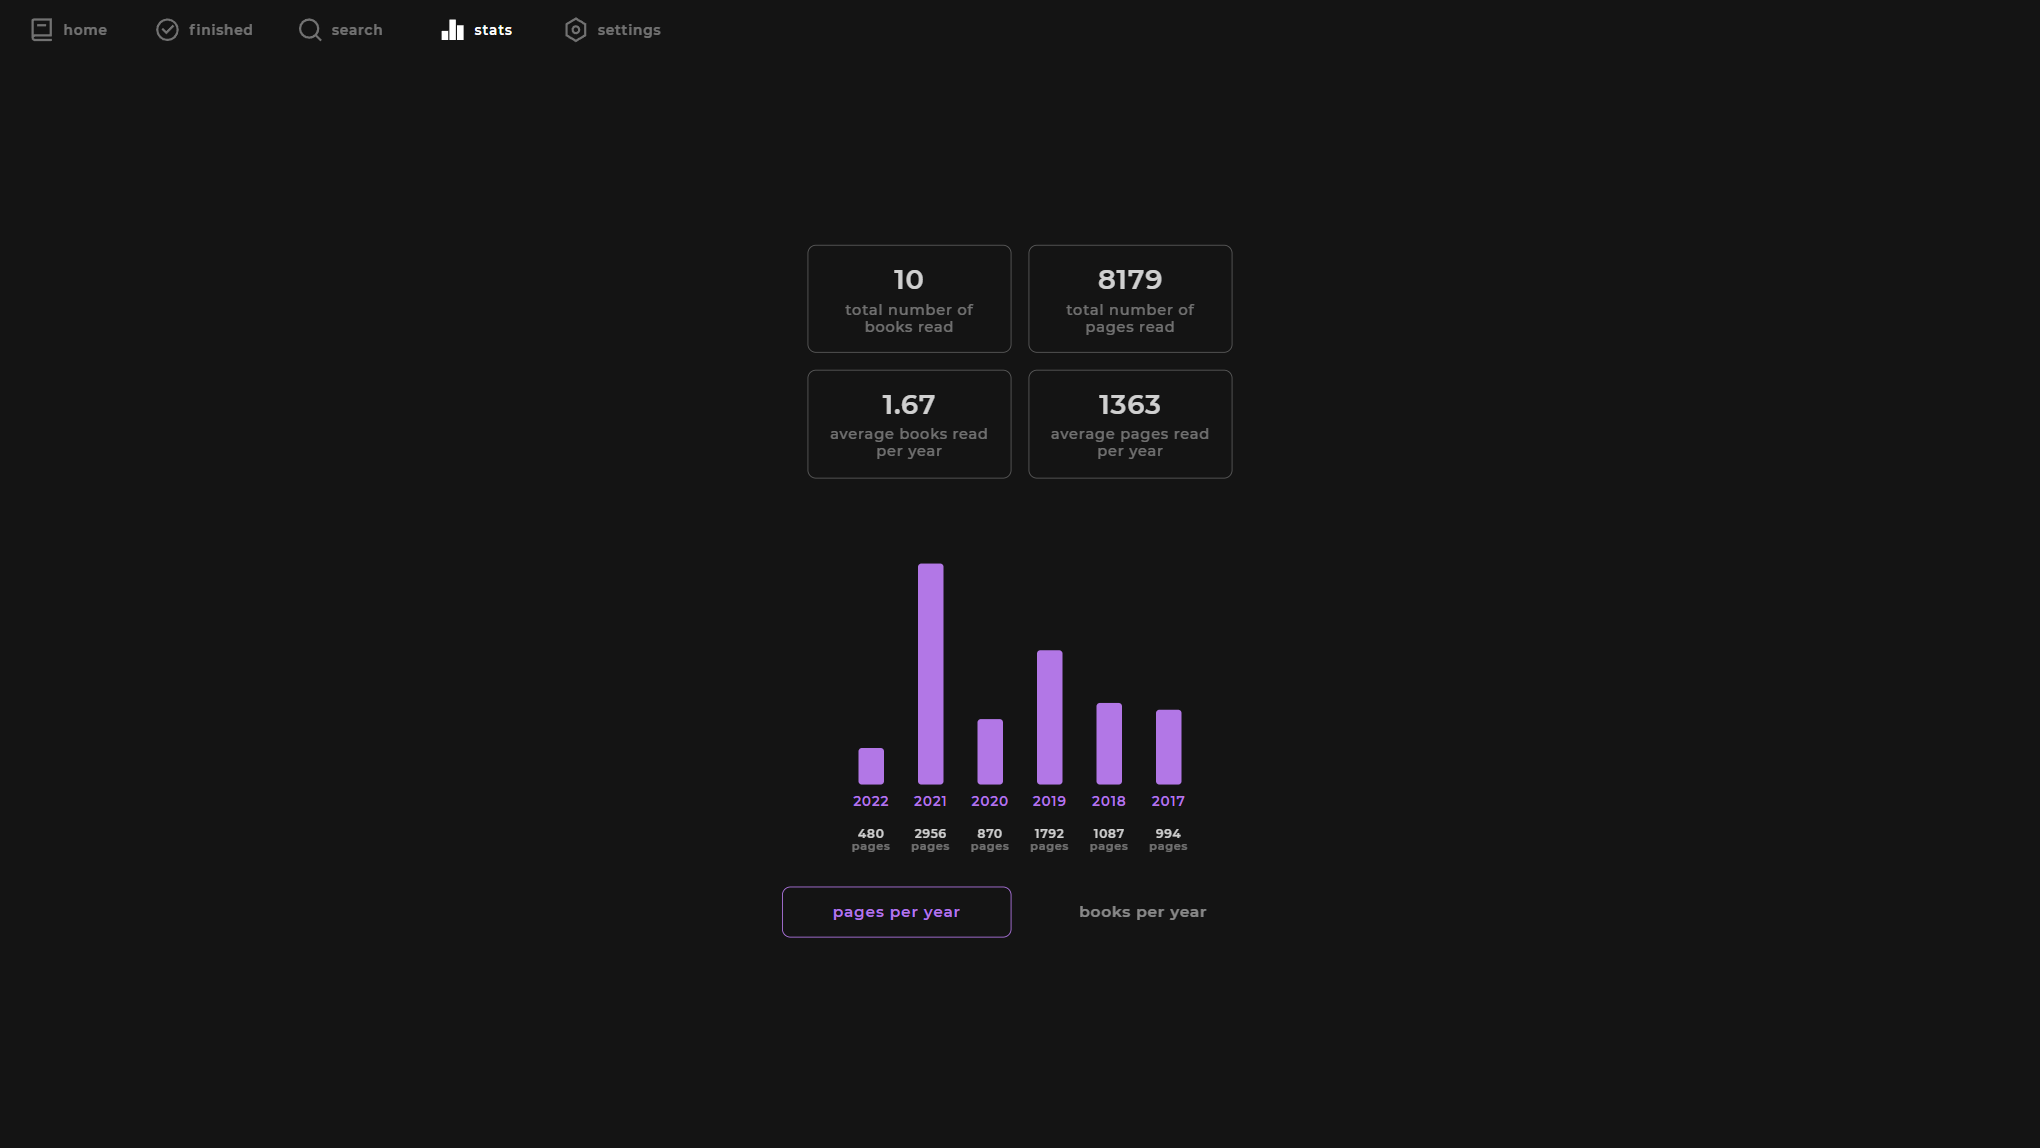 home
finished
search
stats
settings
10
total number of
books read
8179
total number of
pages read
1.67
average books read
per year
1363
average pages read
per year
2022
2021
2020
2019
2018
2017
480
2956
870
1792
1087
994
pages
pages
pages
pages
pages
pages
pages per year
books per year